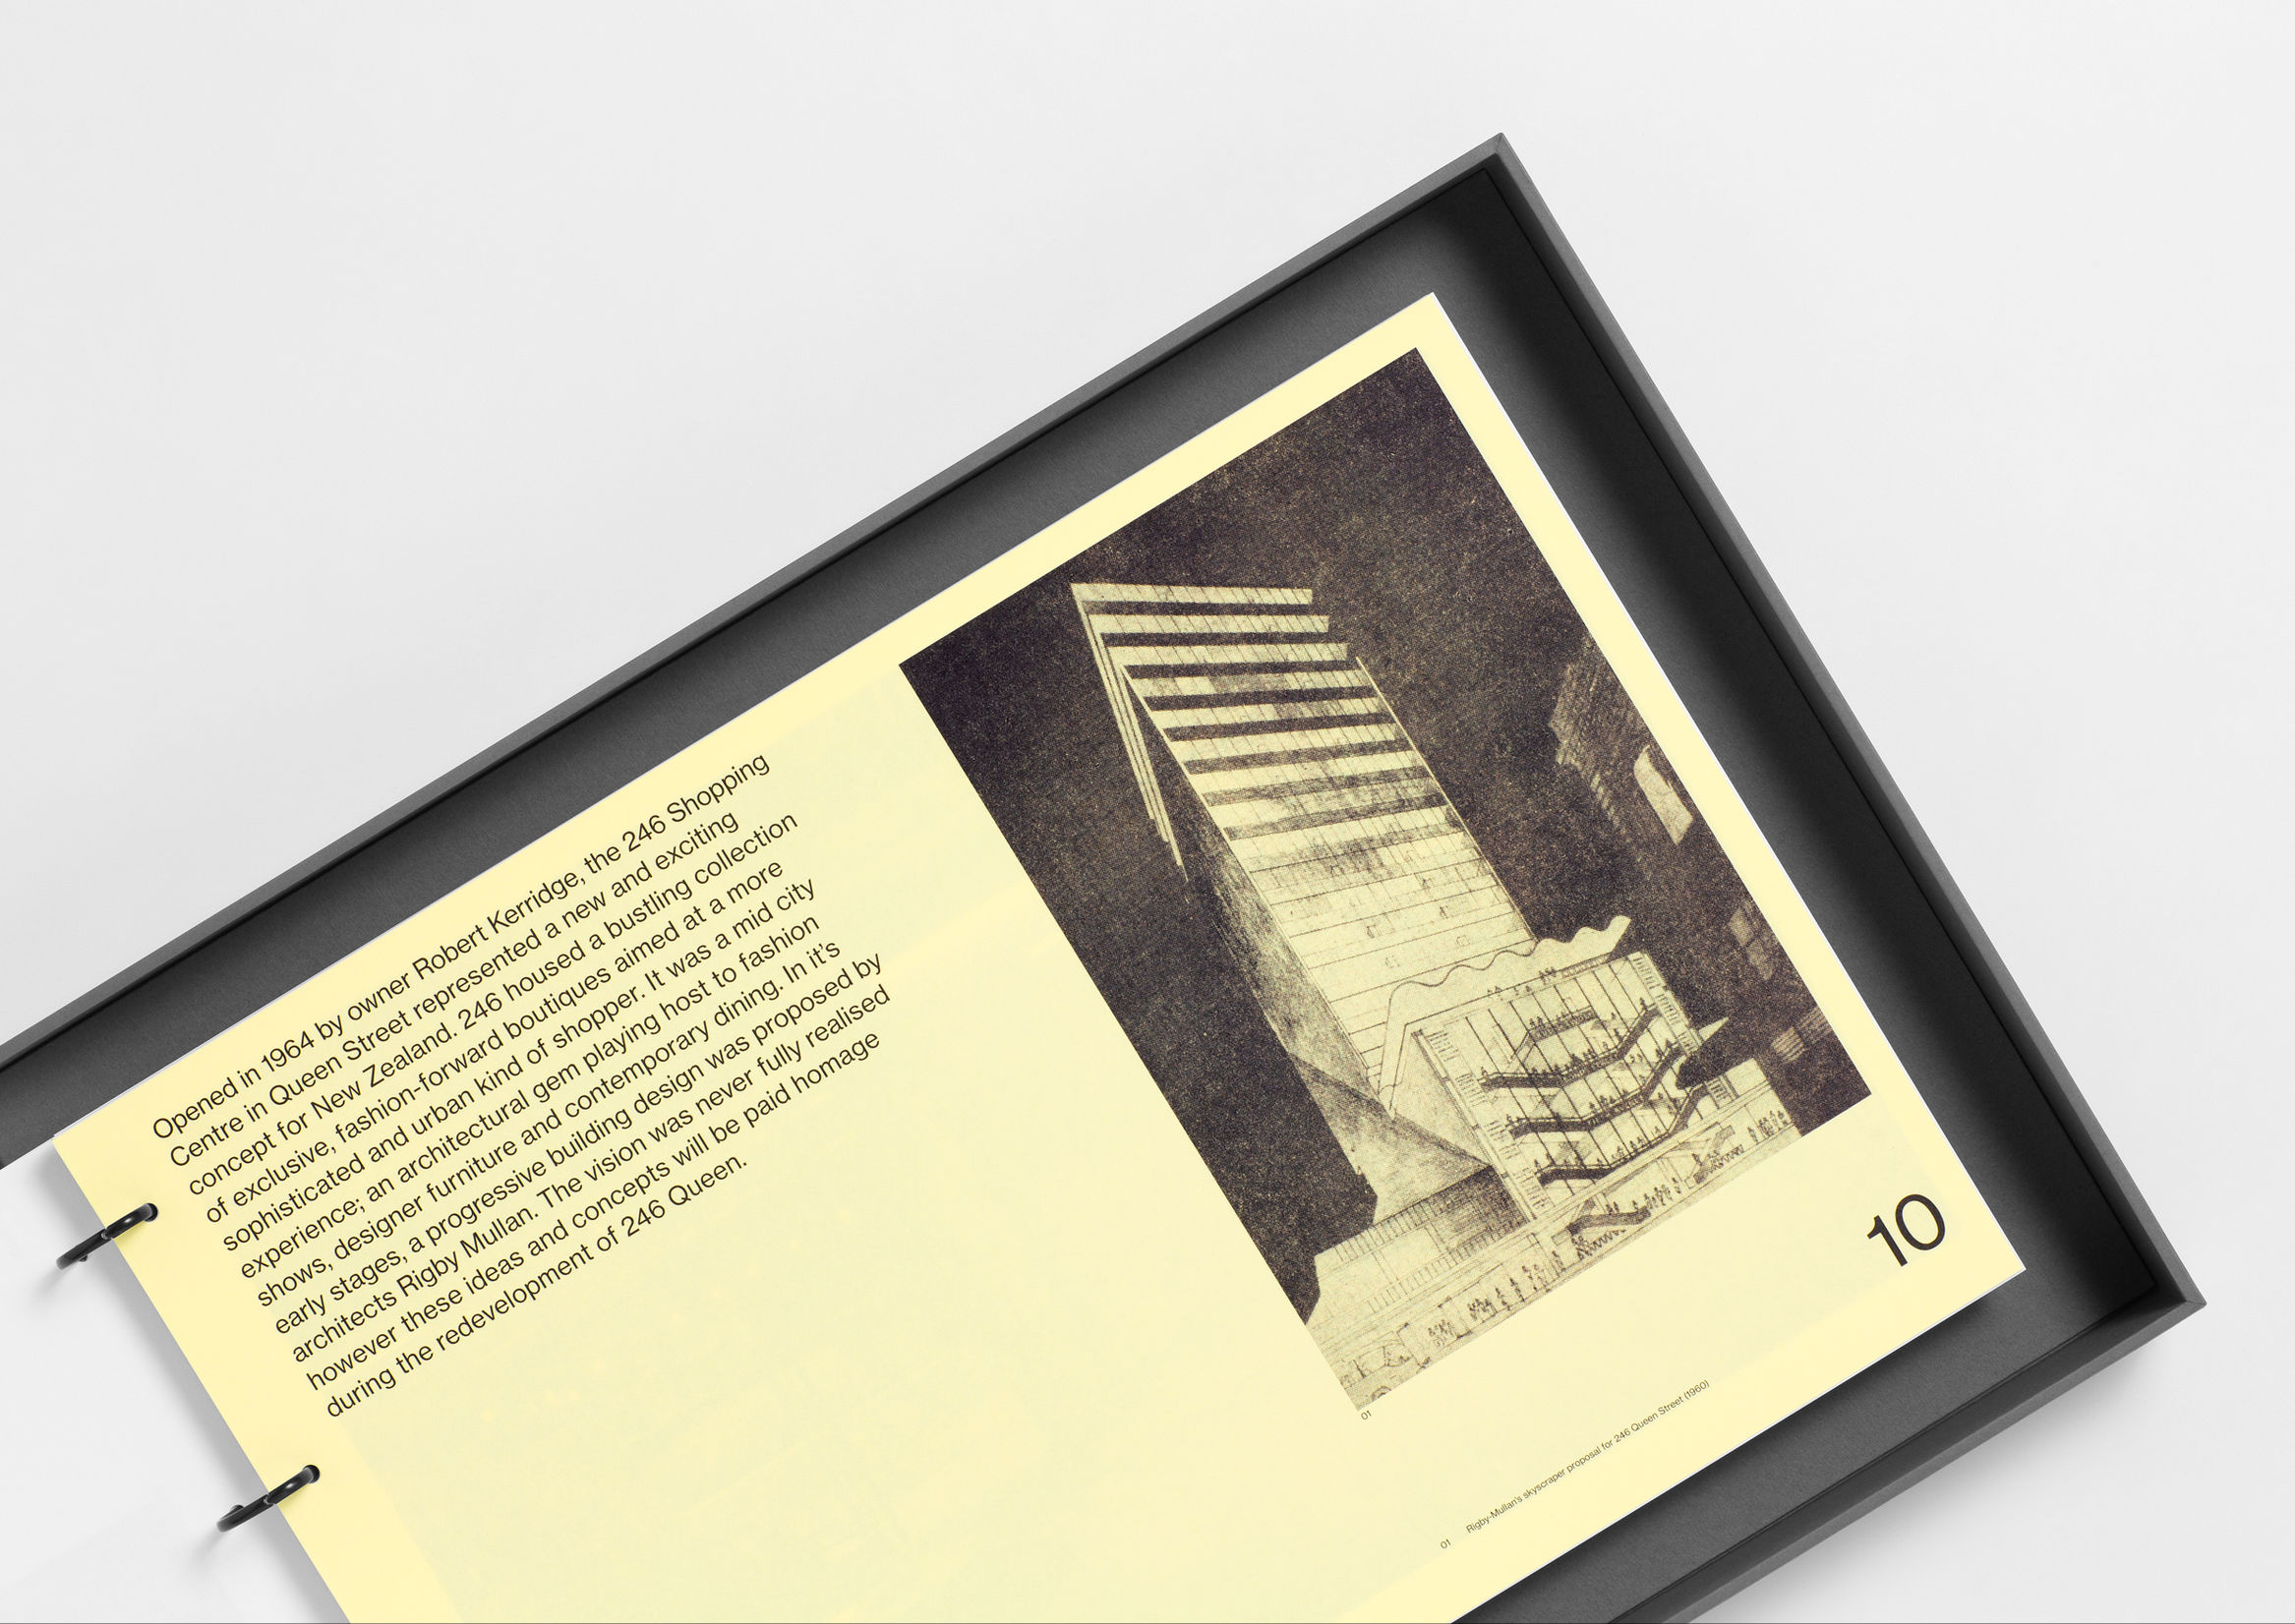 Opened in 1964 by owner Robert Kerridge, the 246 Shopping
Centre in Queen Street represented a new and exciting
concept for New Zealand. 246 housed a bustling collection
of exclusive, fashion-forward boutiques aimed at a more
sophisticated and urban kind of shopper. It was a mid city
experience; an architectural gem playing host to fashion
shows, designer furniture and contemporary dining. In it's
early stages, a progressive building design was proposed by
architects Rigby Mullan. The vision was never fully realised
however these ideas and concepts will be paid homage
during the redevelopment of 246 Queen.
01
10
01 Rigby-Mullan's skyscraper proposal for 246 Queen Street (1960)